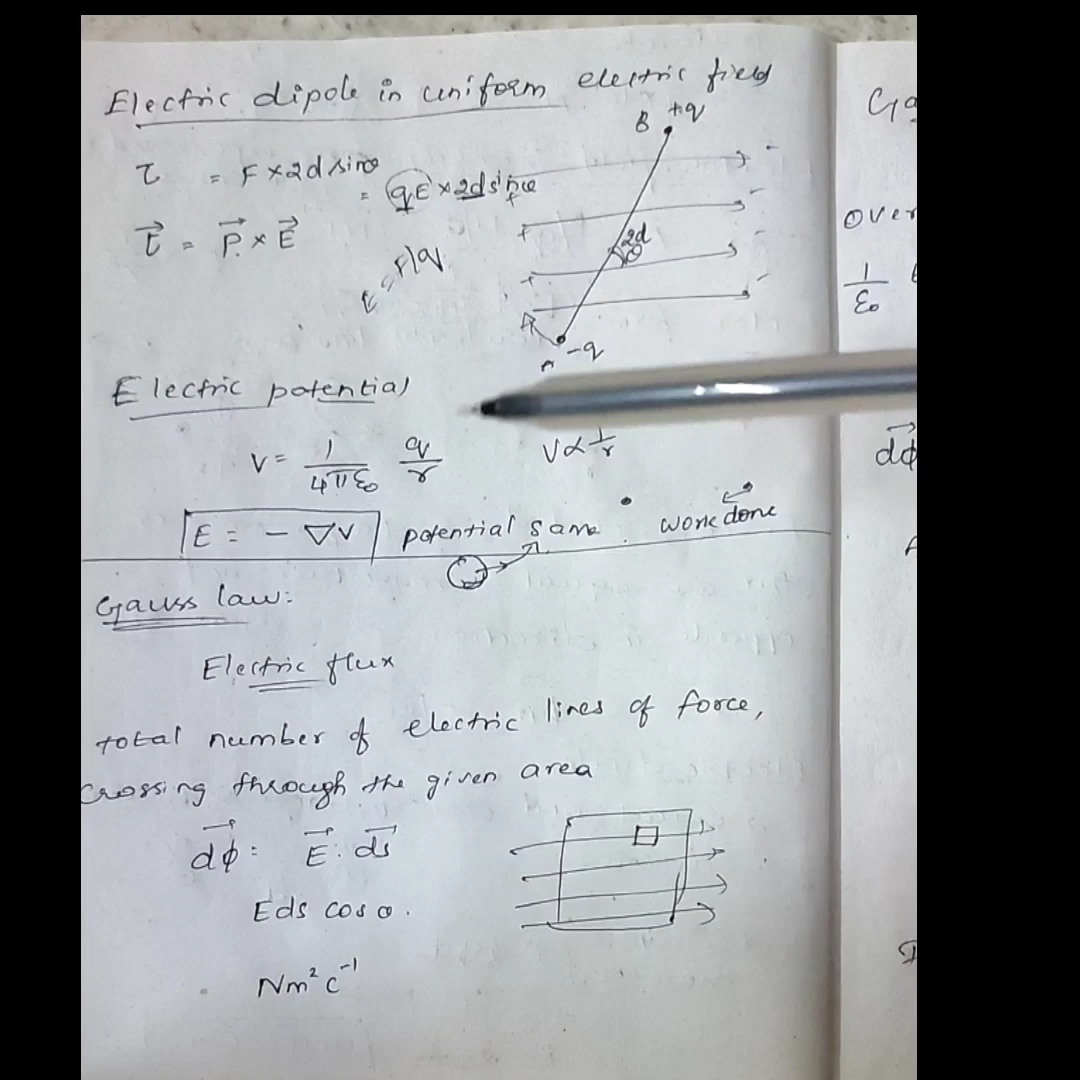 Electric dipole in uniform electric field
B +q
τ = F × 2d sinθ
= qE × 2d sinθ
τ⃗ = P⃗ × E⃗
E = F/q
2d
θ
-q
Electric potential
V = 1/4πε₀ q/r
V ∝ 1/r
E = - ∇V potential same . work done
Gauss law:
Electric flux
total number of electric lines of force,
crossing through the given area
dϕ⃗ = E⃗ . ds⃗
Eds cosθ.
Nm² C⁻¹
over
1/ε₀
dϕ⃗